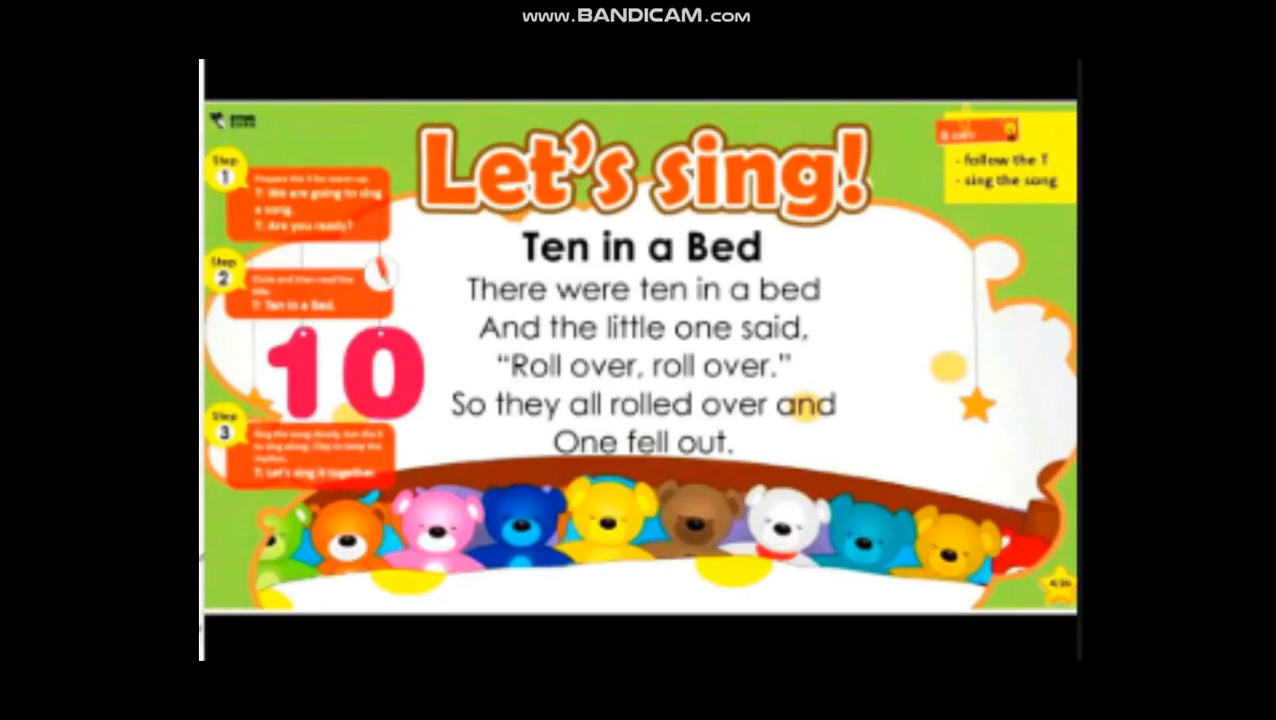 www.BANDICAM.com
Let's sing!
- follow the T
- sing the song
Step
1
T: We are going to sing
a song.
T: Are you ready?
Step
2
T: Ten in a Bed.
10
Step
3
T: Let's sing it together
Ten in a Bed
There were ten in a bed
And the little one said,
“Roll over, roll over.”
So they all rolled over and
One fell out.